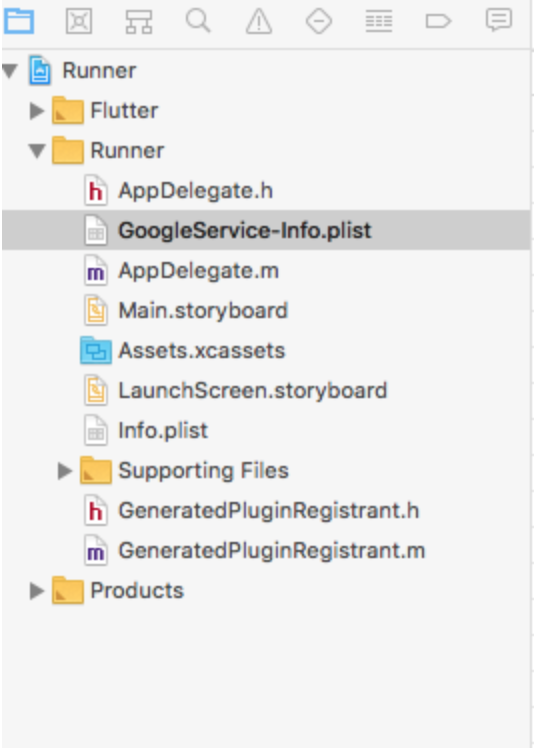 Runner
Flutter
Runner
h AppDelegate.h
GoogleService-Info.plist
m AppDelegate.m
Main.storyboard
Assets.xcassets
LaunchScreen.storyboard
Info.plist
Supporting Files
h GeneratedPluginRegistrant.h
m GeneratedPluginRegistrant.m
Products